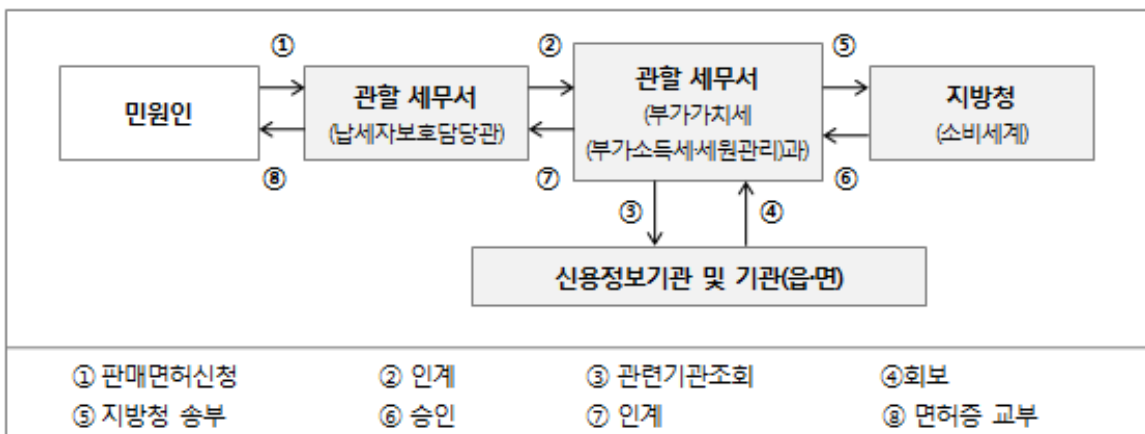 ① ② ⑤
민원인
관할 세무서
(납세자보호담당관)
관할 세무서
(부가가치세
(부가소득세·세원관리)과)
지방청
(소비세계)
⑧ ⑦ ⑥
③ ④
신용정보기관 및 기관(읍·면)
① 판매면허신청 ② 인계 ③ 관련기관조회 ④회보
⑤ 지방청 송부 ⑥ 승인 ⑦ 인계 ⑧ 면허증 교부